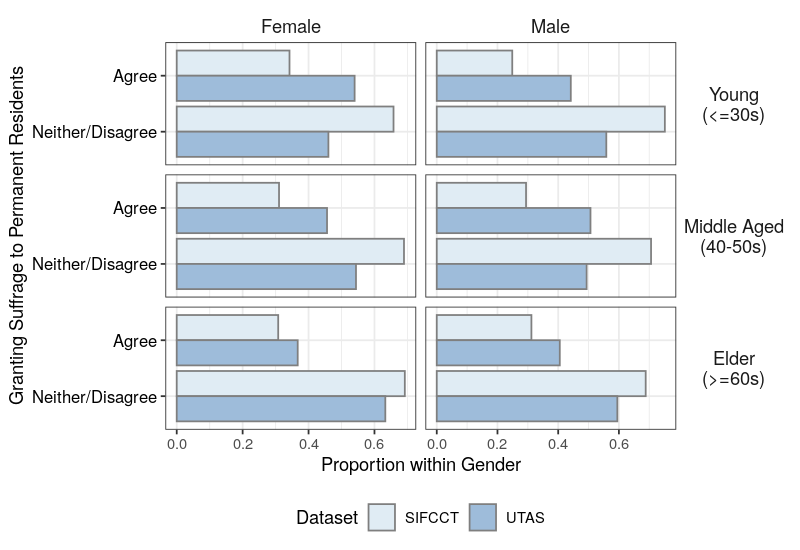 Female
Male
Granting Suffrage to Permanent Residents
Agree
Neither/Disagree
Young
(<=30s)
Agree
Neither/Disagree
Middle Aged
(40-50s)
Agree
Neither/Disagree
Elder
(>=60s)
0.0 0.2 0.4 0.6
0.0 0.2 0.4 0.6
Proportion within Gender
Dataset SIFCCT UTAS